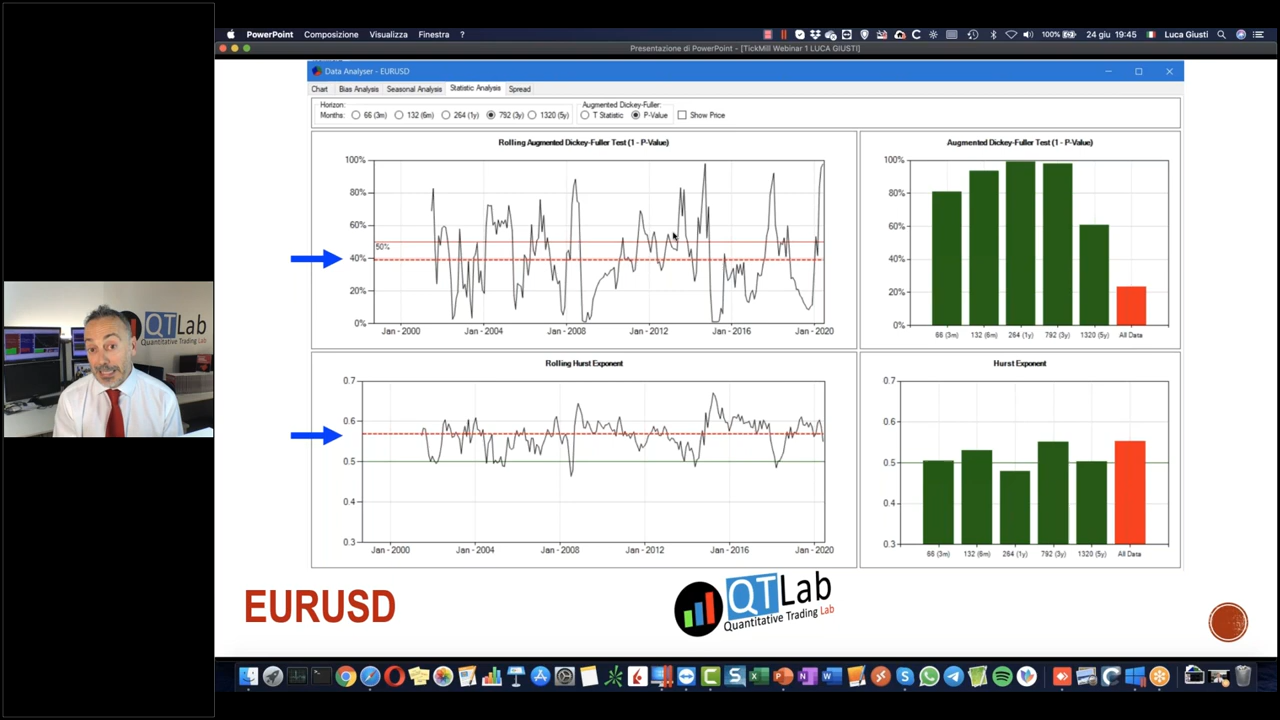 PowerPoint Composizione Visualizza Finestra 100% 24 giu 19:45 Luca Giusti
Presentazione di PowerPoint - [TickMill Webinar 1 LUCA GIUSTI]
Data Analyser - EURUSD
Chart Bias Analysis Seasonal Analysis Statistic Analysis Spread
Horizon: Augmented Dickey-Fuller:
Months: 66 (3m) 132 (6m) 264 (1y) 792 (3y) 1320 (5y) T Statistic P-Value Show Price
Rolling Augmented Dickey-Fuller Test (1 - P-Value)
100%
80%
60%
50%
40%
20%
0%
Jan - 2000 Jan - 2004 Jan - 2008 Jan - 2012 Jan - 2016 Jan - 2020
Augmented Dickey-Fuller Test (1 - P-Value)
100%
80%
60%
40%
20%
0%
66 (3m) 132 (6m) 264 (1y) 792 (3y) 1320 (5y) All Data
Rolling Hurst Exponent
0.7
0.6
0.5
0.4
0.3
Jan - 2000 Jan - 2004 Jan - 2008 Jan - 2012 Jan - 2016 Jan - 2020
Hurst Exponent
0.7
0.6
0.5
0.4
0.3
66 (3m) 132 (6m) 264 (1y) 792 (3y) 1320 (5y) All Data
QTLab
Quantitative Trading Lab
EURUSD
QTLab
Quantitative Trading Lab